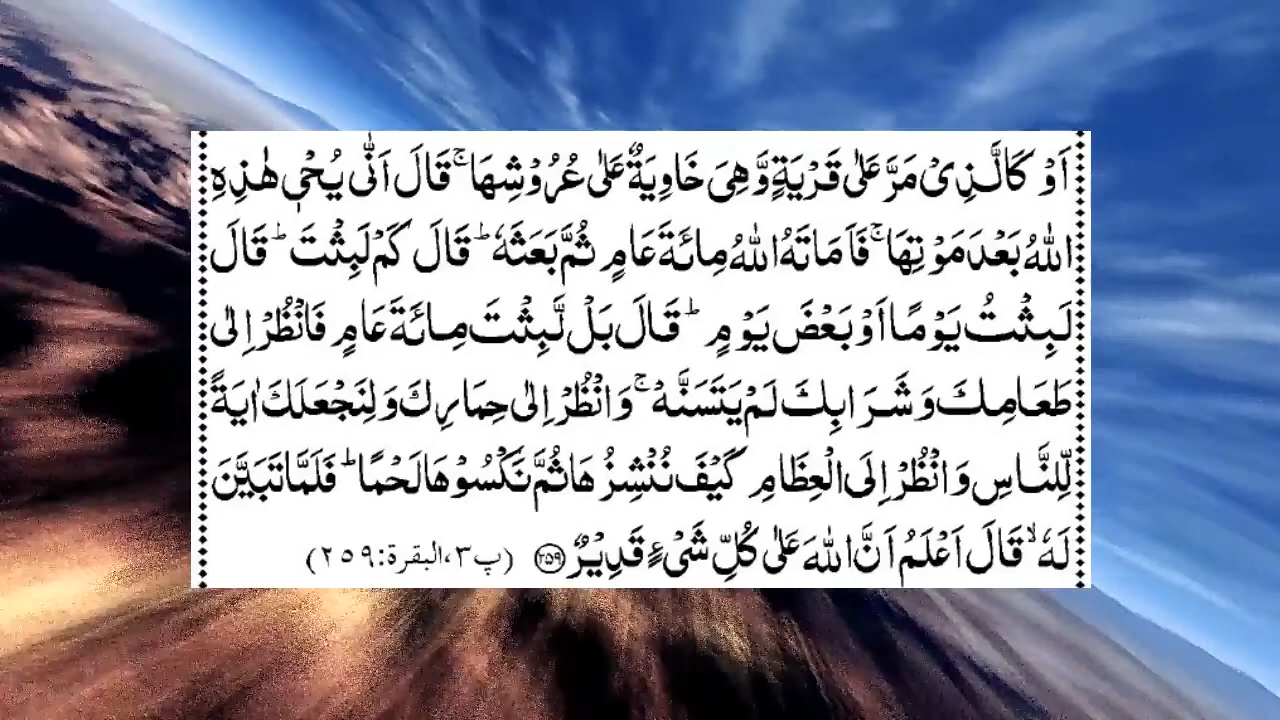 اَوْ كَالَّذِیْ مَرَّ عَلٰى قَرْیَةٍ وَّهِیَ خَاوِیَةٌ عَلٰى عُرُوْشِهَا ۚ قَالَ اَنّٰى یُحْیٖ هٰذِهِ
اللّٰهُ بَعْدَ مَوْتِهَا ۚ فَاَمَاتَهُ اللّٰهُ مِائَةَ عَامٍ ثُمَّ بَعَثَهٗ ؕ قَالَ كَمْ لَبِثْتَ ؕ قَالَ
لَبِثْتُ یَوْمًا اَوْ بَعْضَ یَوْمٍ ؕ قَالَ بَلْ لَّبِثْتَ مِائَةَ عَامٍ فَانْظُرْ اِلٰى
طَعَامِكَ وَ شَرَابِكَ لَمْ یَتَسَنَّهْ ۚ وَ انْظُرْ اِلٰى حِمَارِكَ وَ لِنَجْعَلَكَ اٰیَةً
لِّلنَّاسِ وَ انْظُرْ اِلَى الْعِظَامِ كَیْفَ نُنْشِزُهَا ثُمَّ نَكْسُوْهَا لَحْمًا ؕ فَلَمَّا تَبَیَّنَ
لَهٗ ۙ قَالَ اَعْلَمُ اَنَّ اللّٰهَ عَلٰى كُلِّ شَیْءٍ قَدِیْرٌ ﴿۲۵۹﴾ (پ۳،البقرة:۲۵۹)